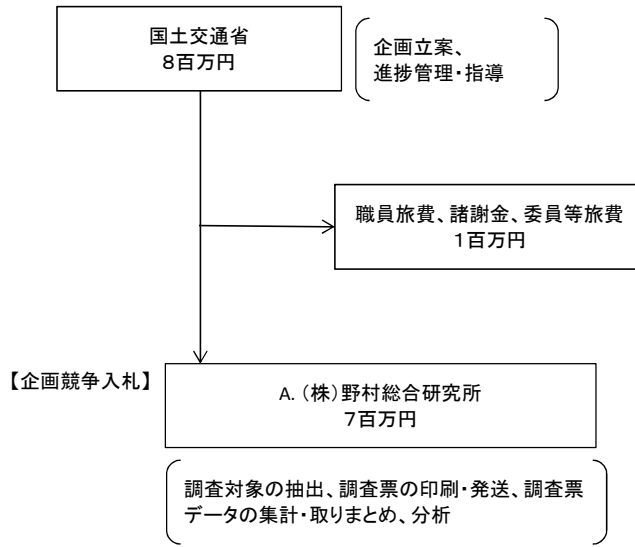 国土交通省
8百万円
企画立案、
進捗管理・指導
職員旅費、諸謝金、委員等旅費
1百万円
【企画競争入札】
A.（株）野村総合研究所
7百万円
調査対象の抽出、調査票の印刷・発送、調査票
データの集計・取りまとめ、分析